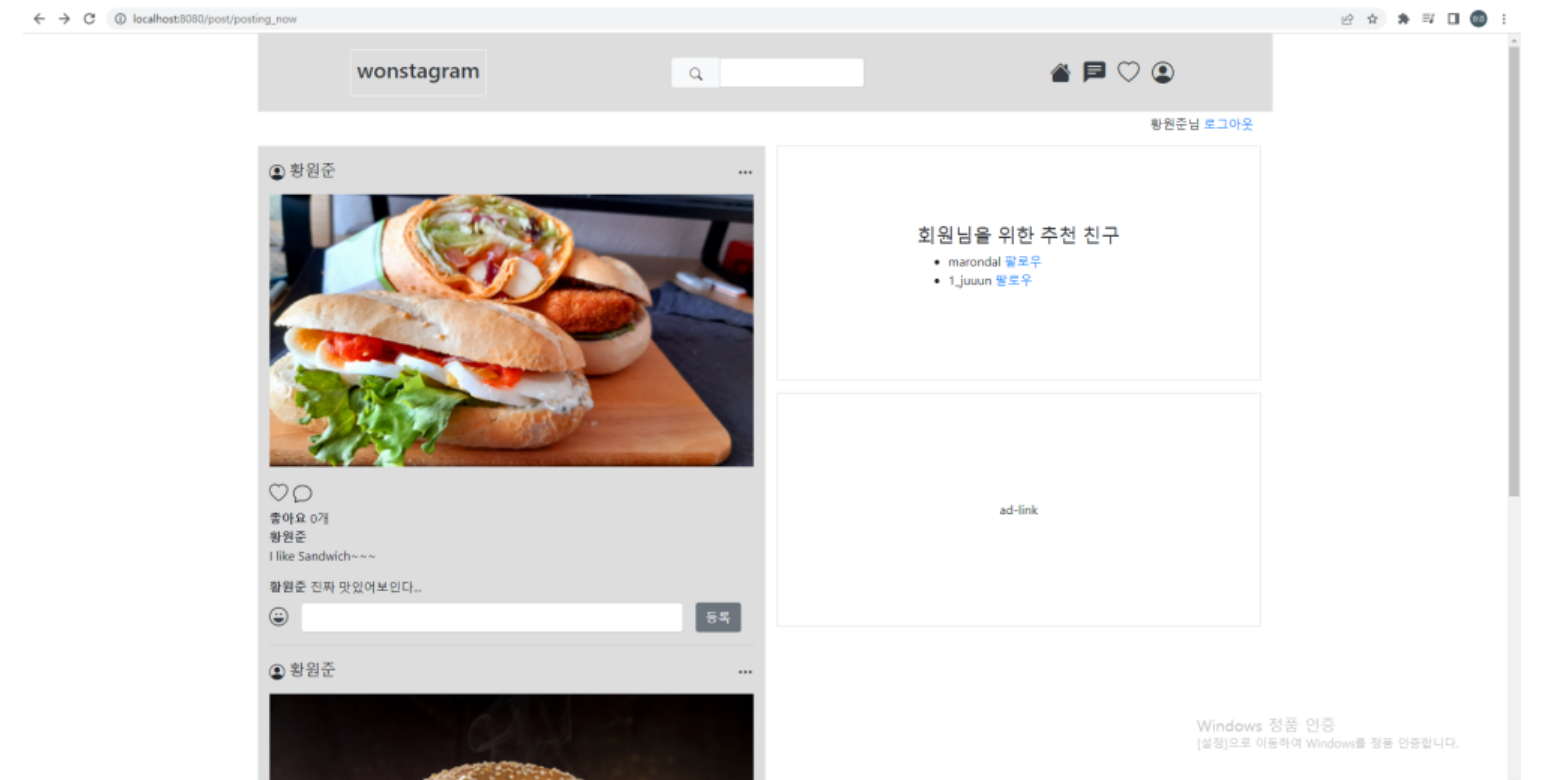 localhost:8080/post/posting_now
wonstagram
황원준님 로그아웃
황원준
회원님을 위한 추천 친구
marondal 팔로우
1_juuun 팔로우
ad-link
좋아요 0개
황원준
I like Sandwich~~~
황원준 진짜 맛있어보인다...
등록
황원준
Windows 정품 인증
[설정]으로 이동하여 Windows를 정품 인증합니다.